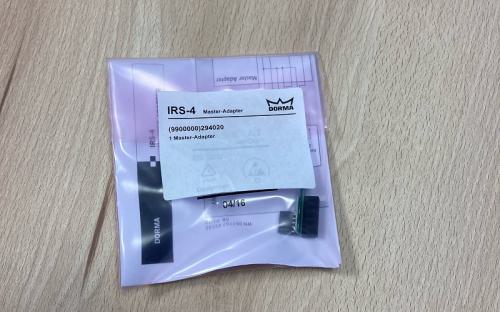 Master Adapter
IRS-4 Master-Adapter
DORMA
(9900000)294020
1 Master-Adapter
IRS-4
DORMA
04/16